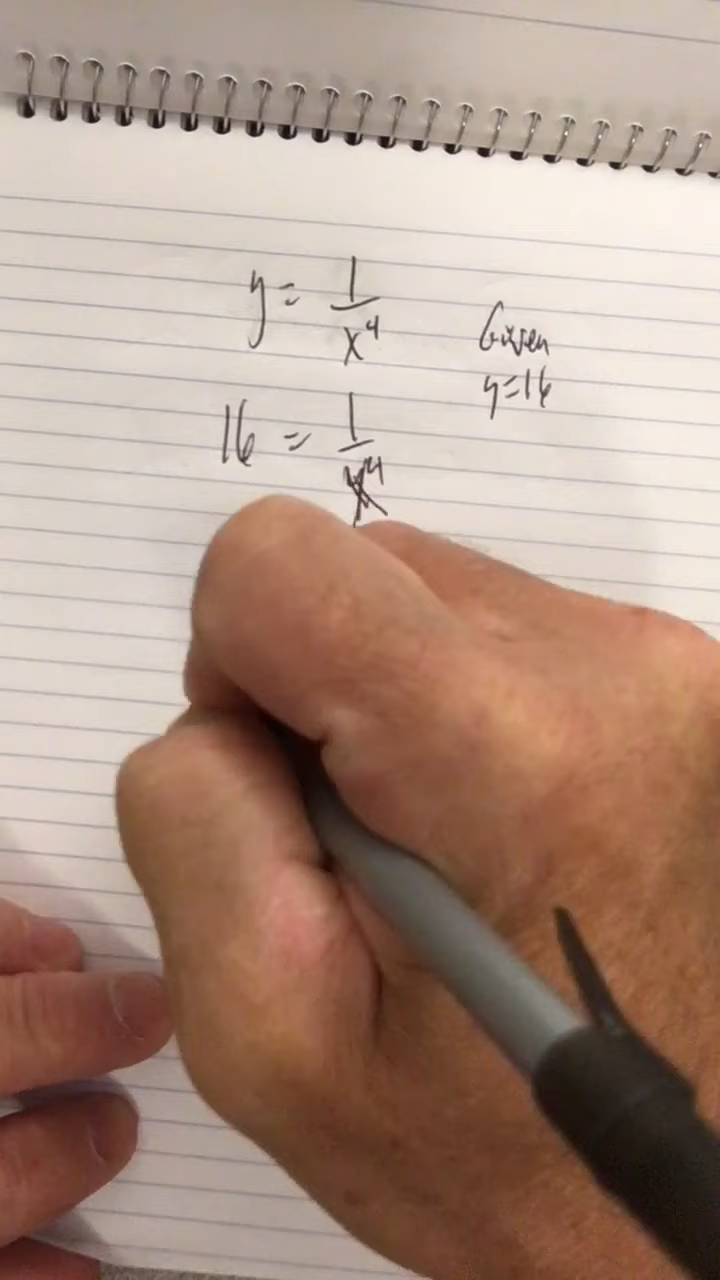 y = 1/x⁴
Given
y=16
16 = 1/x⁴